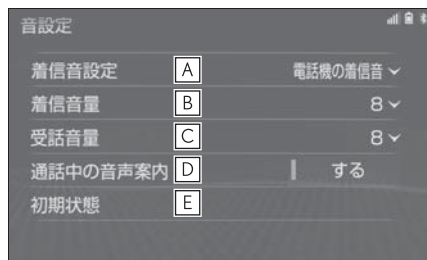 音設定
着信音設定 A 電話機の着信音
着信音量 B 8
受話音量 C 8
通話中の音声案内 D する
初期状態 E